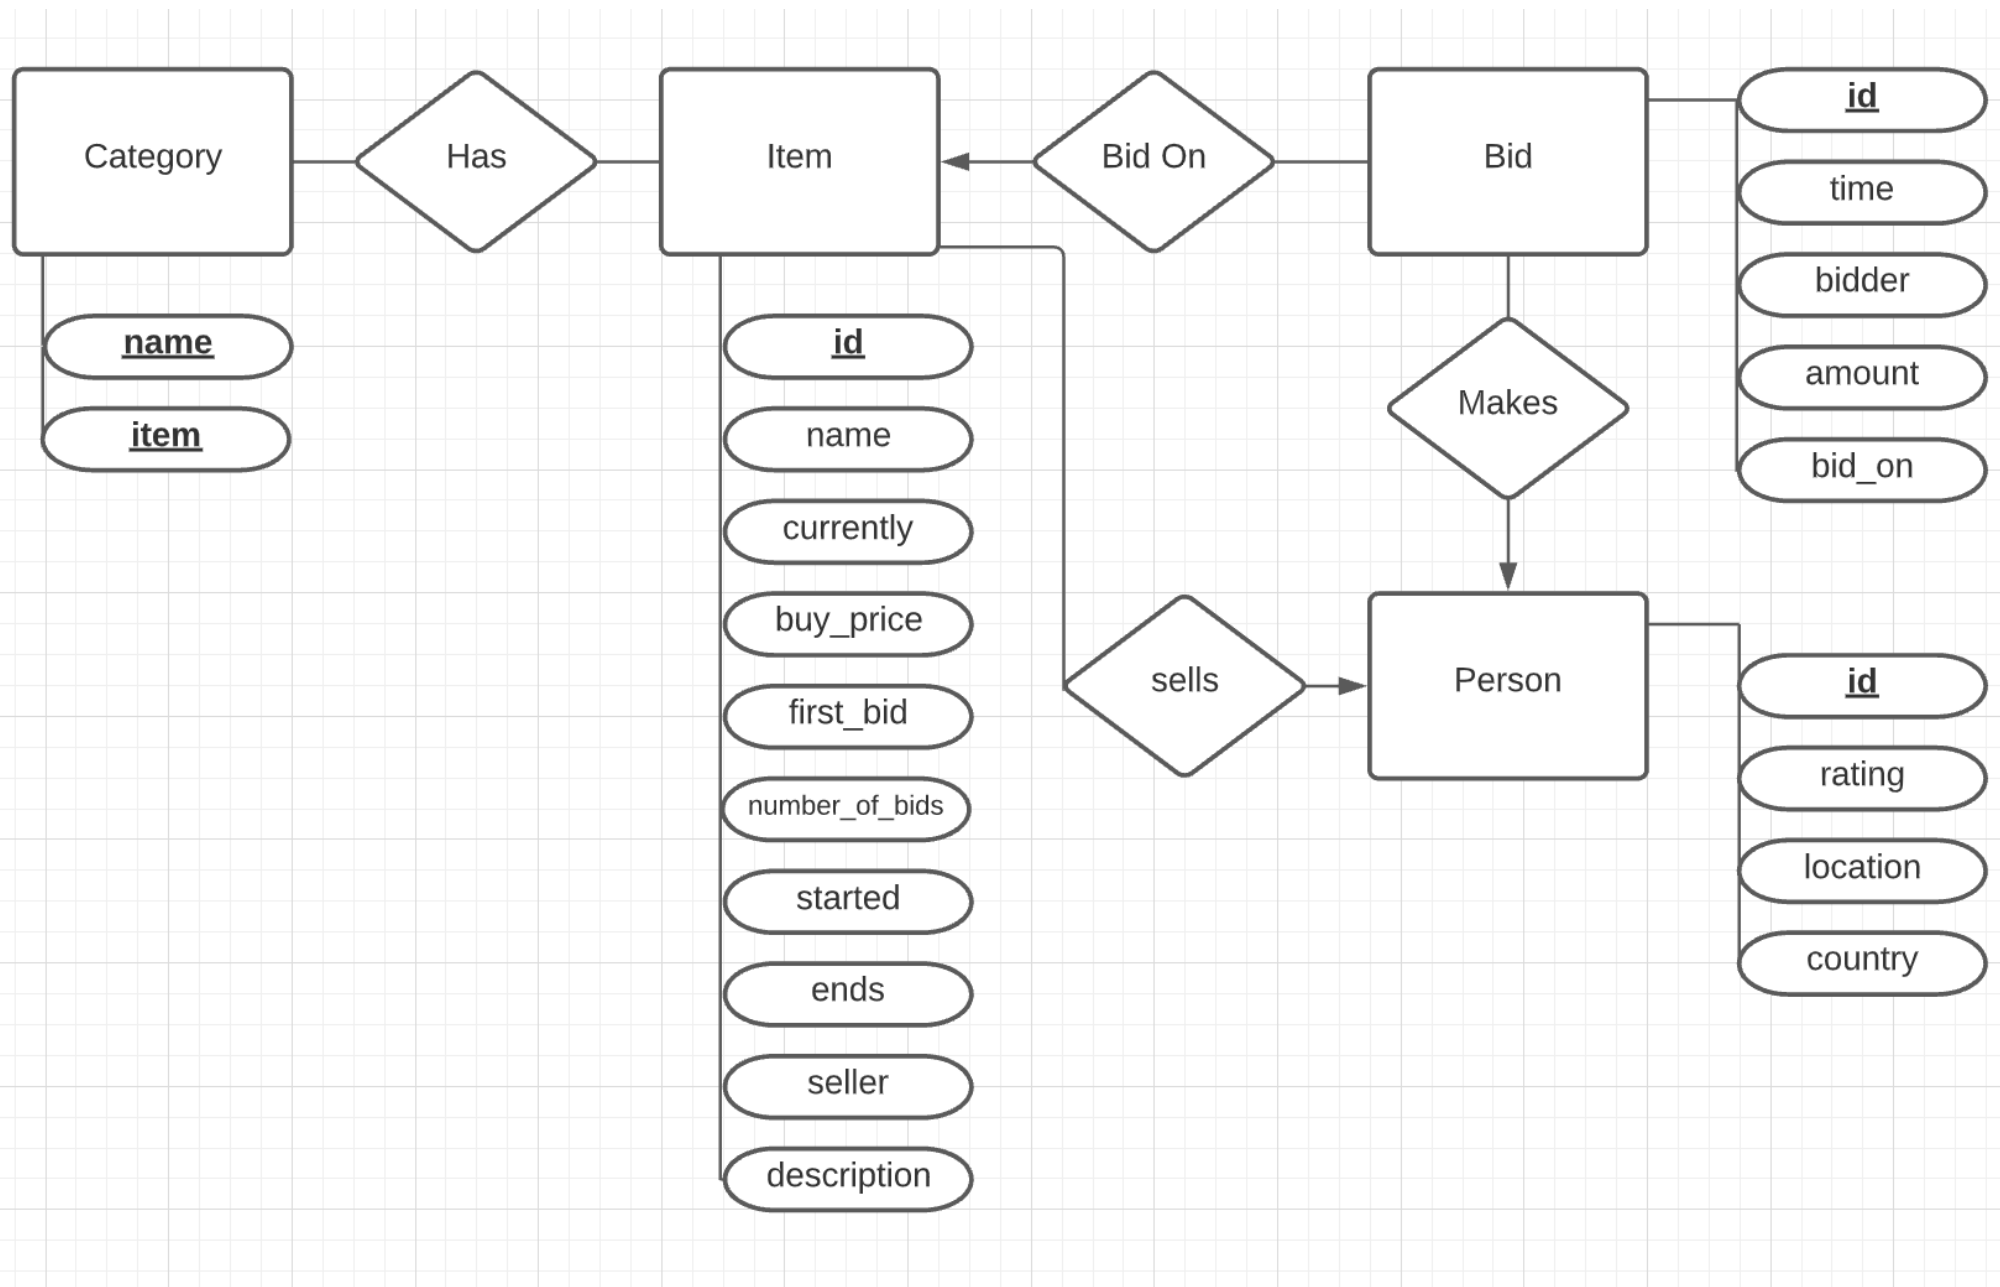 Category
Has
Item
Bid On
Bid
id
time
bidder
amount
bid_on
name
item
id
name
currently
buy_price
first_bid
number_of_bids
started
ends
seller
description
Makes
sells
Person
id
rating
location
country